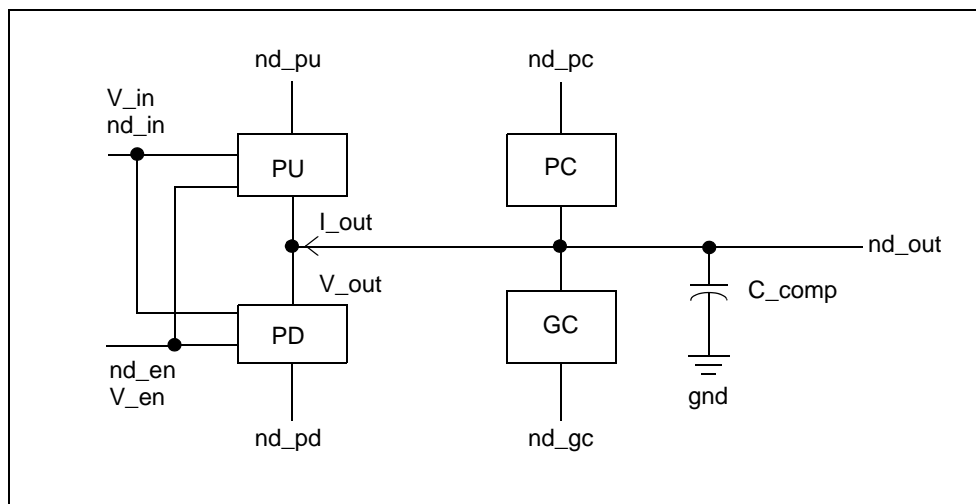 nd_pu
nd_pc
V_in
nd_in
PU
PC
I_out
nd_out
V_out
C_comp
PD
GC
nd_en
V_en
gnd
nd_pd
nd_gc